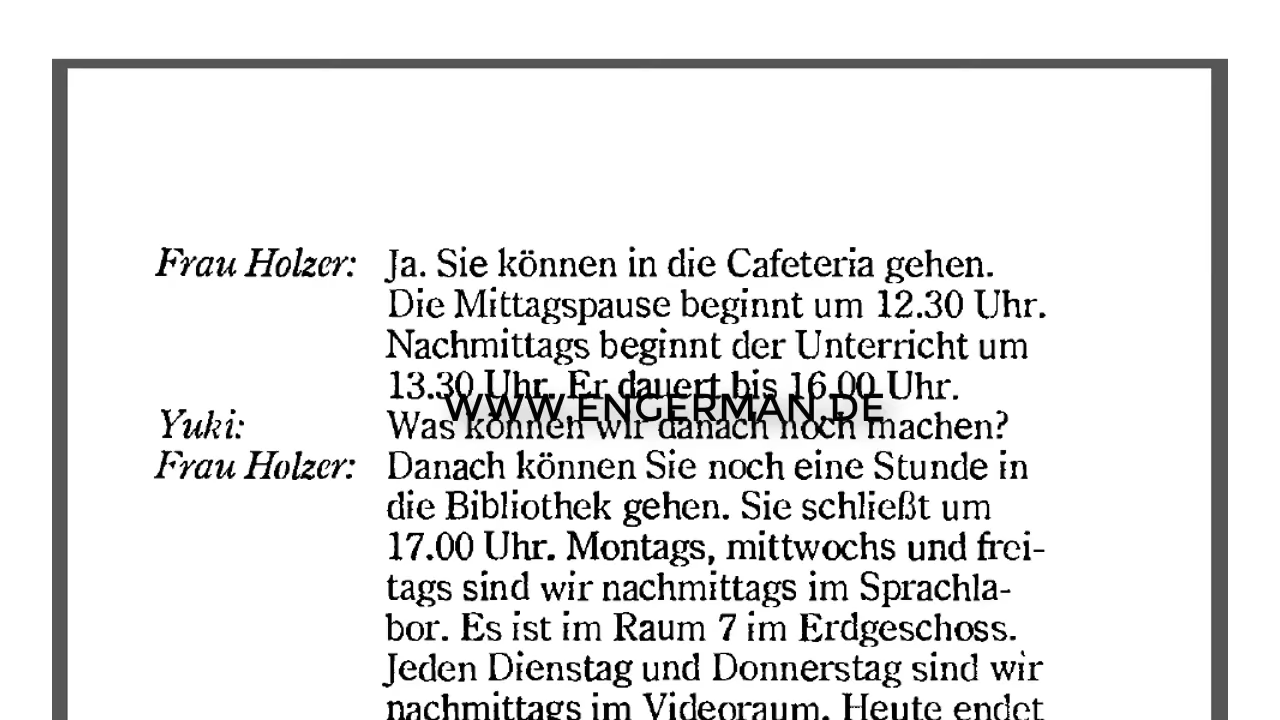 Frau Holzer: Ja. Sie können in die Cafeteria gehen.
Die Mittagspause beginnt um 12.30 Uhr.
Nachmittags beginnt der Unterricht um
13.30 Uhr. Er dauert bis 16.00 Uhr.
WWW.ENGERMAN.DE
Yuki: Was können wir danach noch machen?
Frau Holzer: Danach können Sie noch eine Stunde in
die Bibliothek gehen. Sie schließt um
17.00 Uhr. Montags, mittwochs und frei-
tags sind wir nachmittags im Sprachla-
bor. Es ist im Raum 7 im Erdgeschoss.
Jeden Dienstag und Donnerstag sind wir
nachmittags im Videoraum. Heute endet